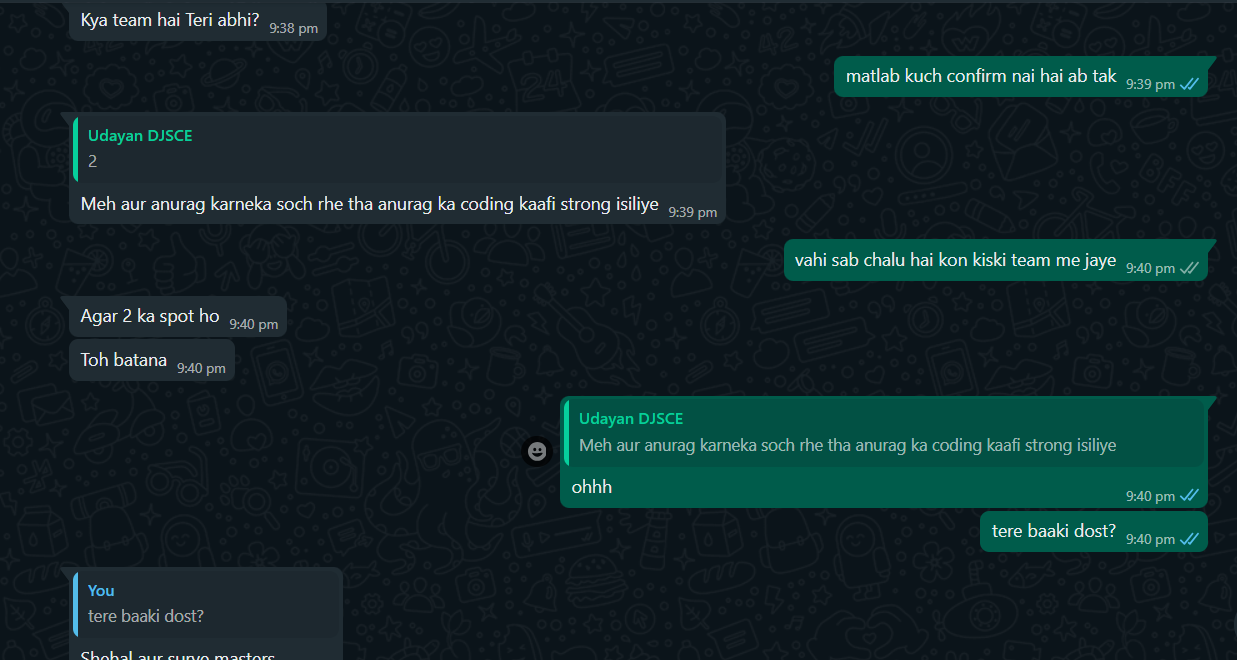 Kya team hai Teri abhi? 9:38 pm
matlab kuch confirm nai hai ab tak 9:39 pm
Udayan DJSCE
2
Meh aur anurag karneka soch rhe tha anurag ka coding kaafi strong isiliye 9:39 pm
vahi sab chalu hai kon kiski team me jaye 9:40 pm
Agar 2 ka spot ho 9:40 pm
Toh batana 9:40 pm
Udayan DJSCE
Meh aur anurag karneka soch rhe tha anurag ka coding kaafi strong isiliye
ohhh 9:40 pm
tere baaki dost? 9:40 pm
You
tere baaki dost?
Shehal aur surve masters